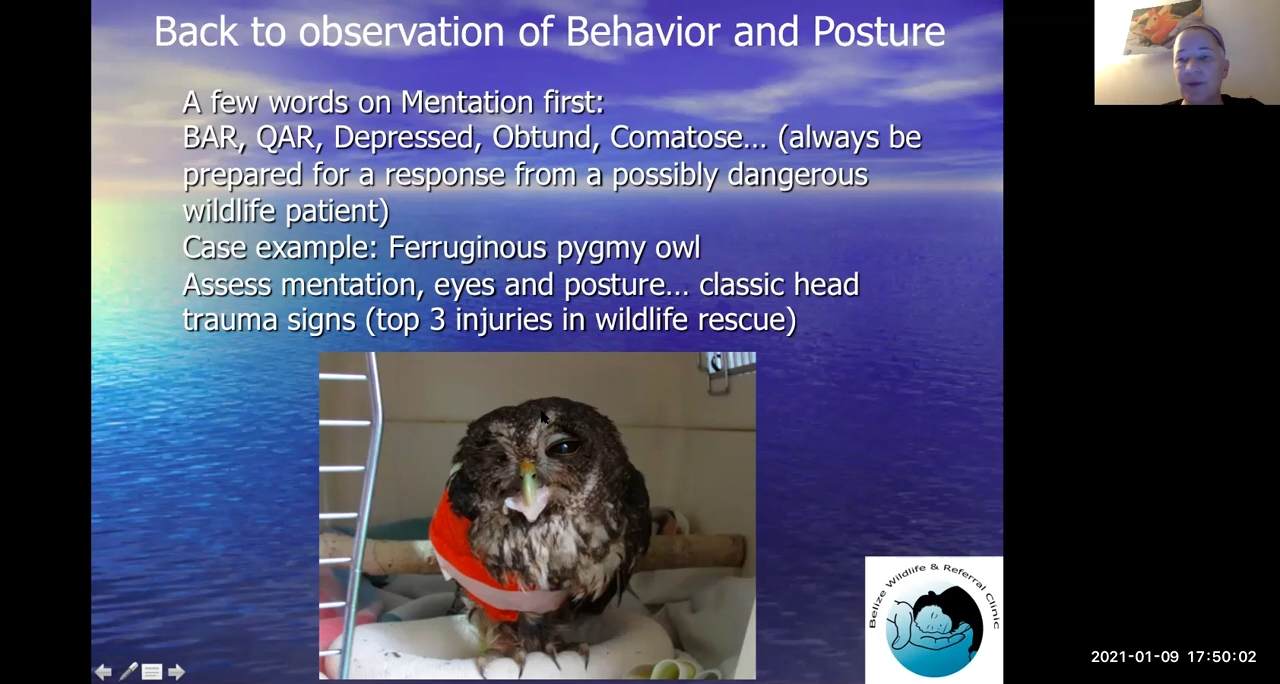 Back to observation of Behavior and Posture
A few words on Mentation first:
BAR, QAR, Depressed, Obtund, Comatose... (always be
prepared for a response from a possibly dangerous
wildlife patient)
Case example: Ferruginous pygmy owl
Assess mentation, eyes and posture... classic head
trauma signs (top 3 injuries in wildlife rescue)
Belize Wildlife & Referral Clinic
2021-01-09 17:50:02